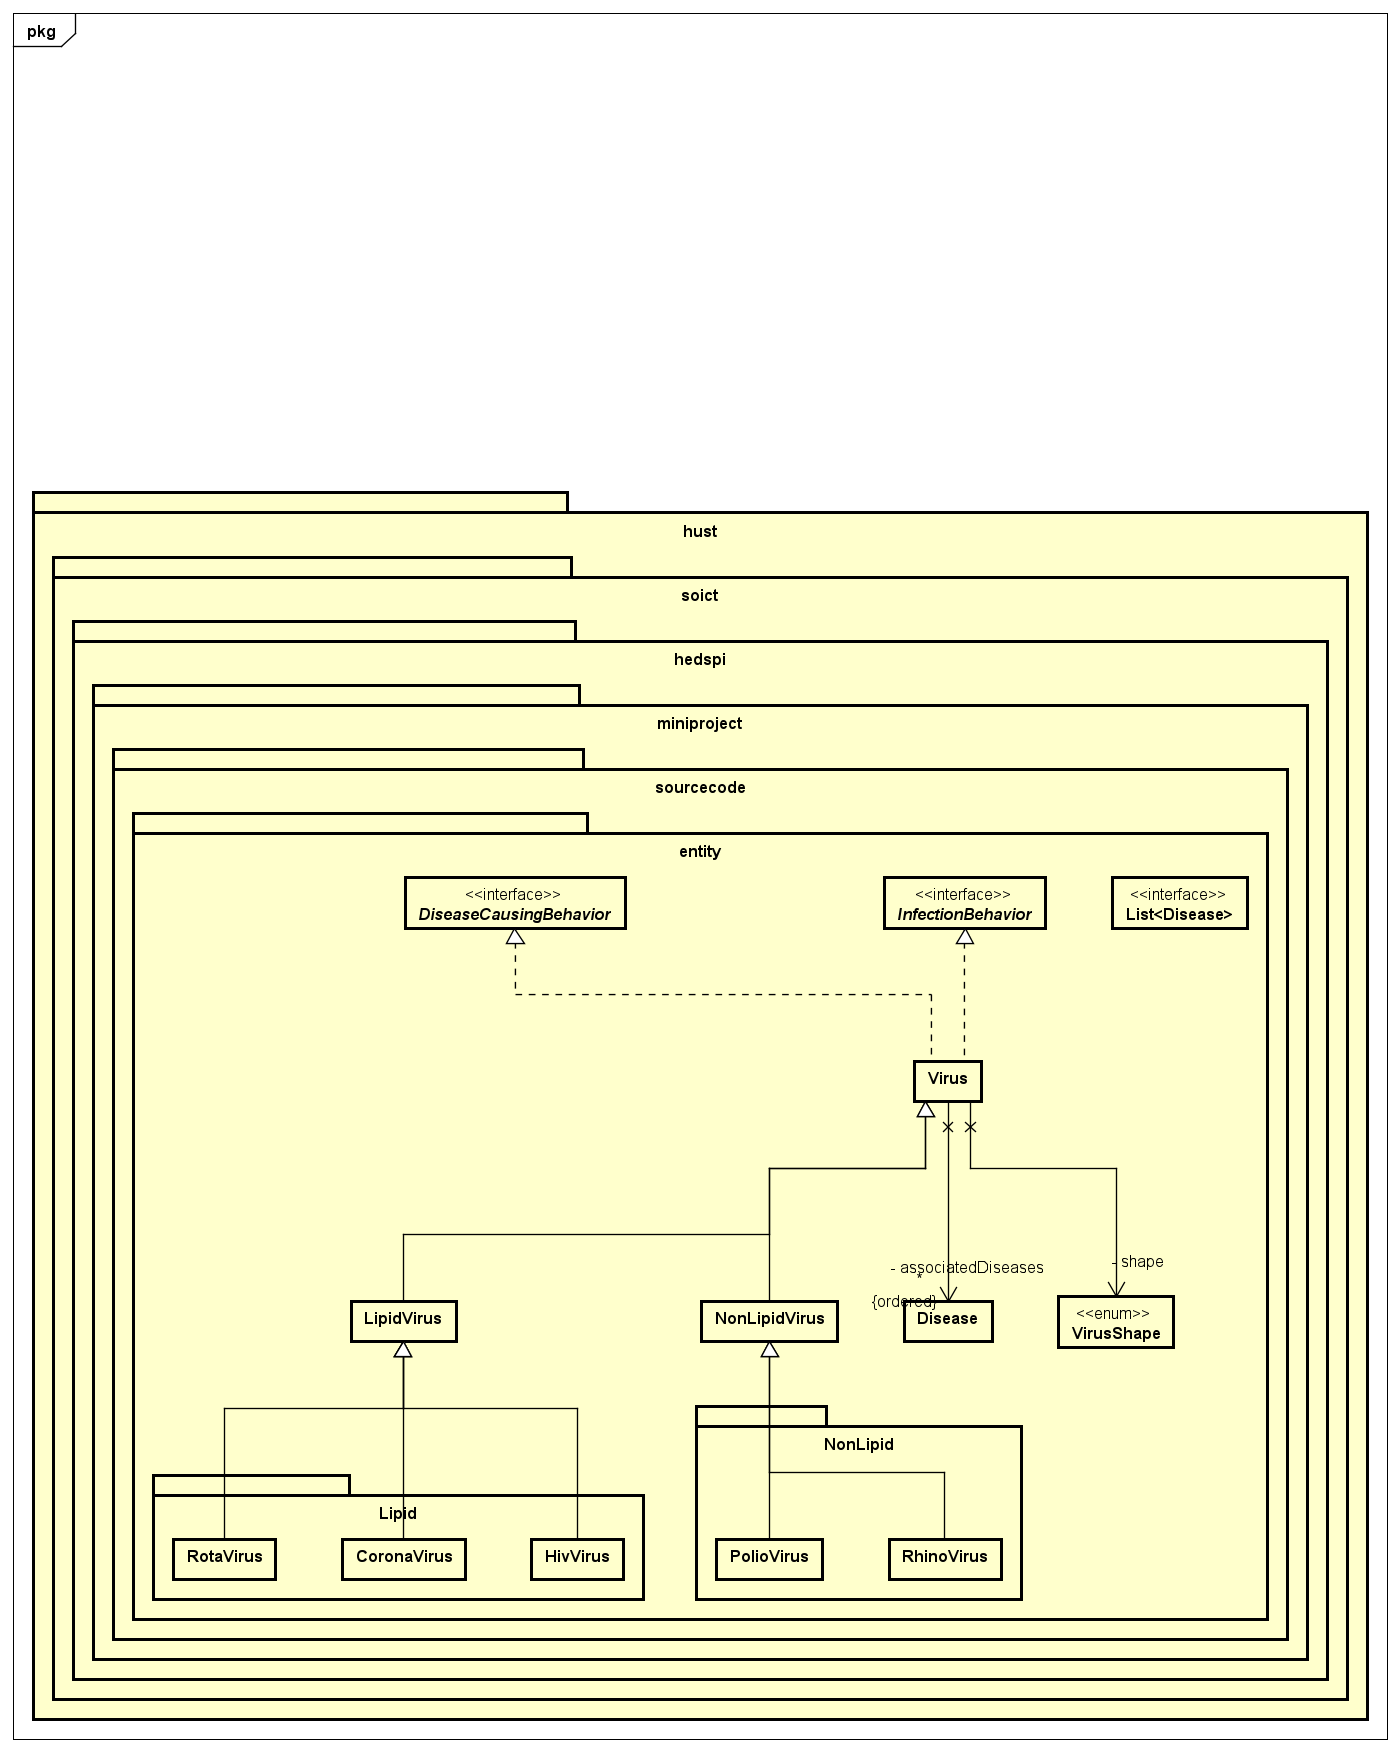 pkg
hust
soict
hedspi
miniproject
sourcecode
entity
<<interface>>
DiseaseCausingBehavior
<<interface>>
InfectionBehavior
<<interface>>
List<Disease>
Virus
- associatedDiseases
*
{ordered}
- shape
LipidVirus
NonLipidVirus
Disease
<<enum>>
VirusShape
NonLipid
Lipid
RotaVirus
CoronaVirus
HivVirus
PolioVirus
RhinoVirus